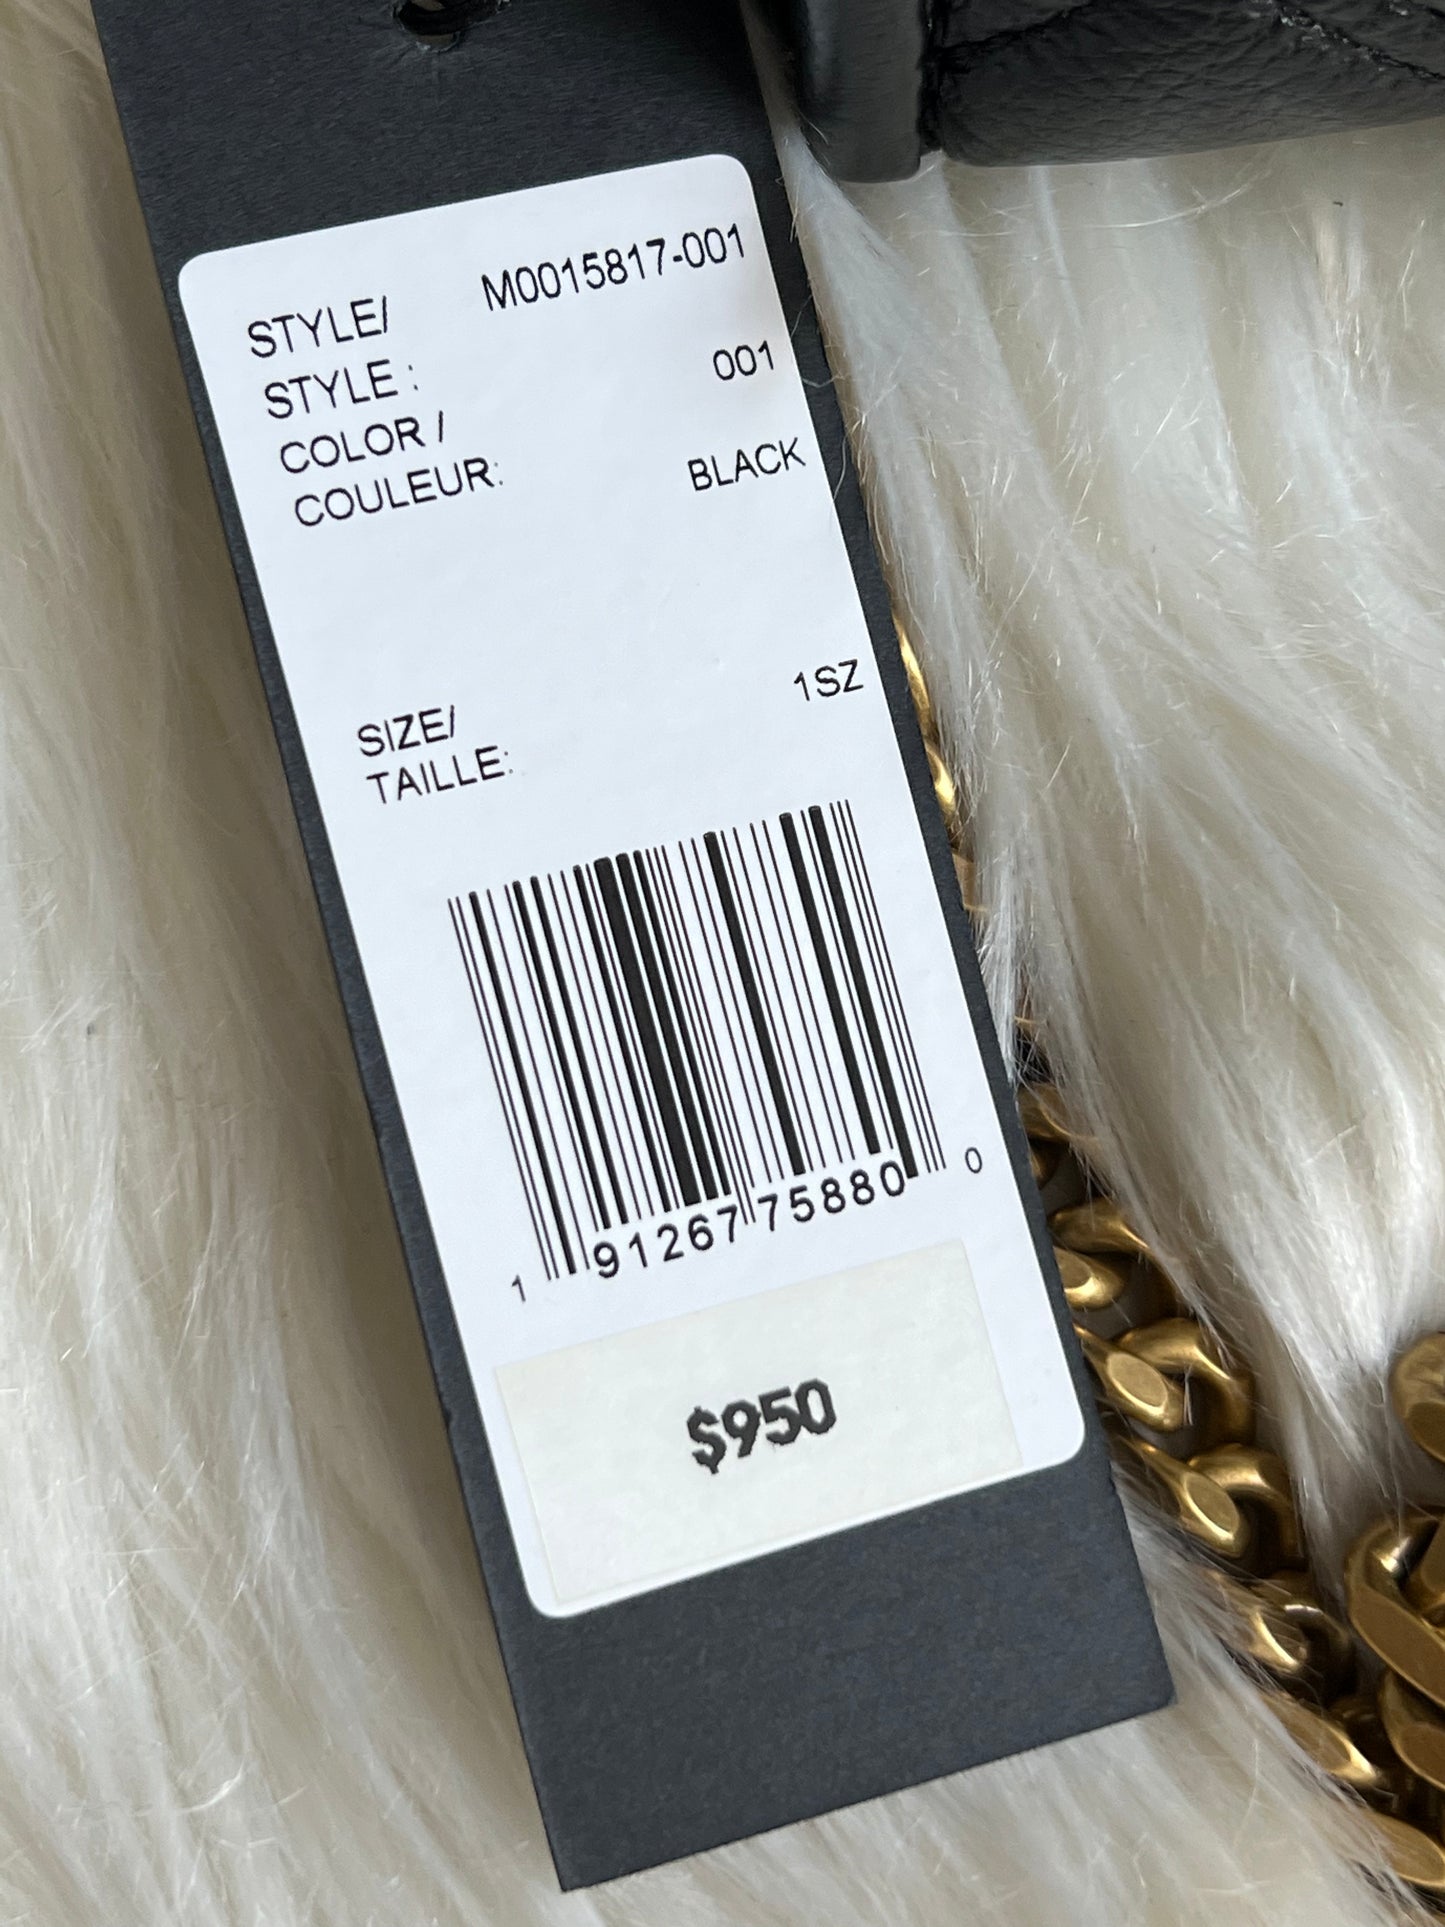 STYLE/ M0015817-001
STYLE :
001
COLOR /
COULEUR: BLACK
SIZE/ 1SZ
TAILLE:
1 91267 75880 0
$950